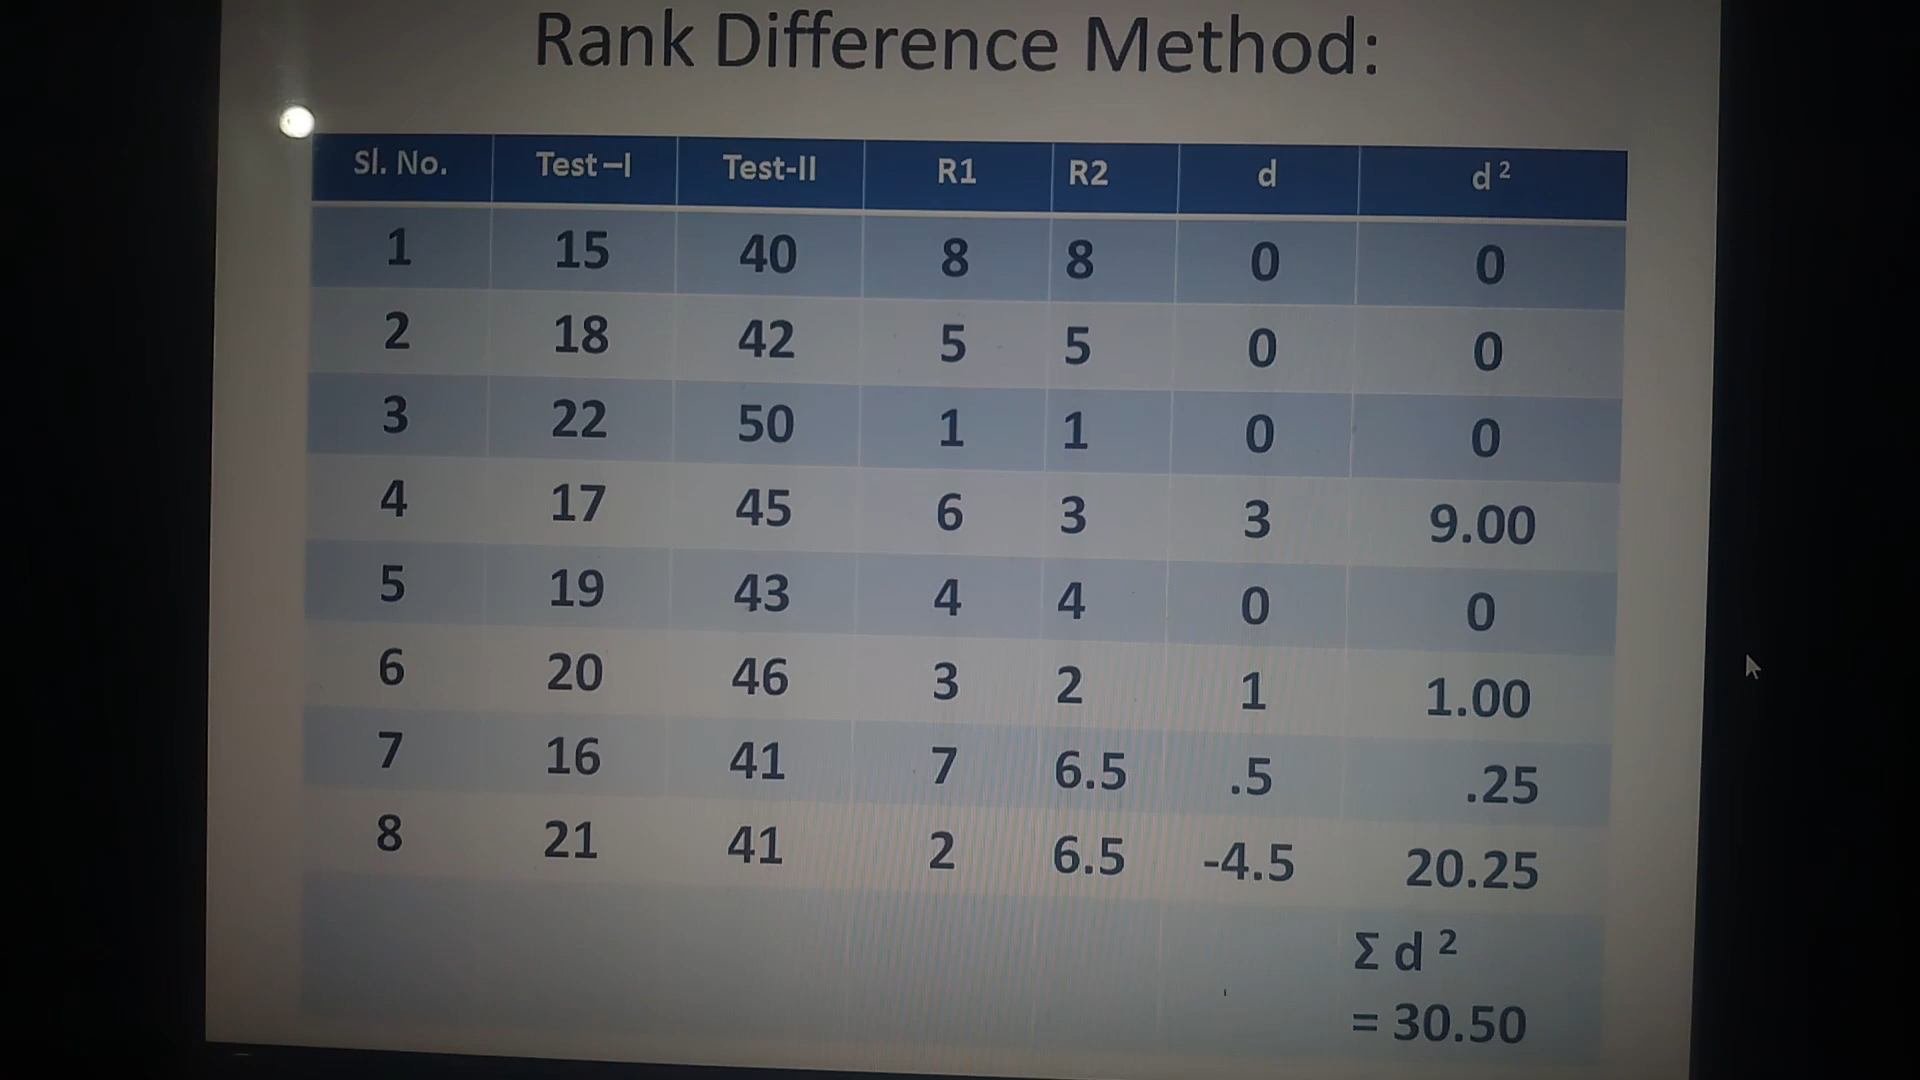 Rank Difference Method:
Sl. No. Test–I Test-II R1 R2 d d²
1 15 40 8 8 0 0
2 18 42 5 5 0 0
3 22 50 1 1 0 0
4 17 45 6 3 3 9.00
5 19 43 4 4 0 0
6 20 46 3 2 1 1.00
7 16 41 7 6.5 .5 .25
8 21 41 2 6.5 -4.5 20.25
Σ d²
= 30.50